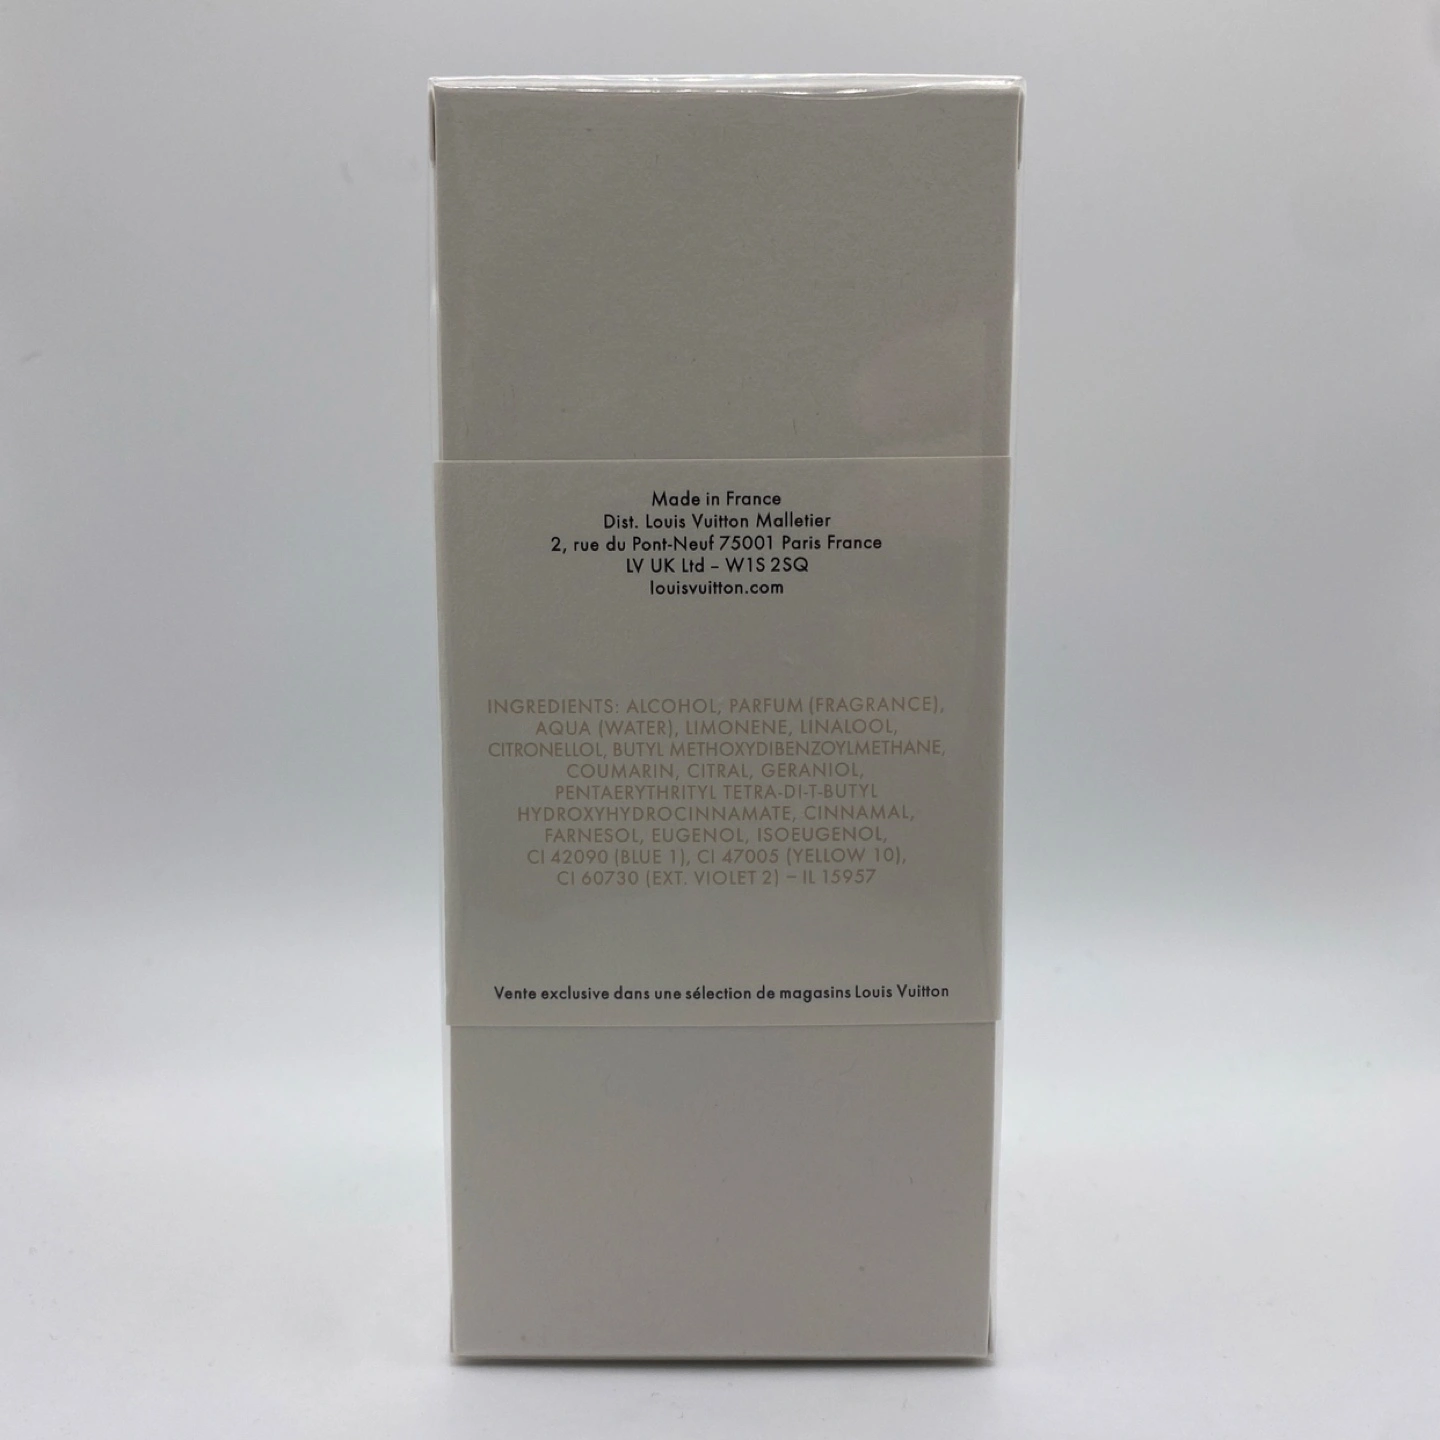 Made in France
Dist. Louis Vuitton Malletier
2, rue du Pont-Neuf 75001 Paris France
LV UK Ltd – W1S 2SQ
louisvuitton.com
INGREDIENTS: ALCOHOL, PARFUM (FRAGRANCE),
AQUA (WATER), LIMONENE, LINALOOL,
CITRONELLOL, BUTYL METHOXYDIBENZOYLMETHANE,
COUMARIN, CITRAL, GERANIOL,
PENTAERYTHRITYL TETRA-DI-T-BUTYL
HYDROXYHYDROCINNAMATE, CINNAMAL,
FARNESOL, EUGENOL, ISOEUGENOL,
CI 42090 (BLUE 1), CI 47005 (YELLOW 10),
CI 60730 (EXT. VIOLET 2) – IL 15957
Vente exclusive dans une sélection de magasins Louis Vuitton